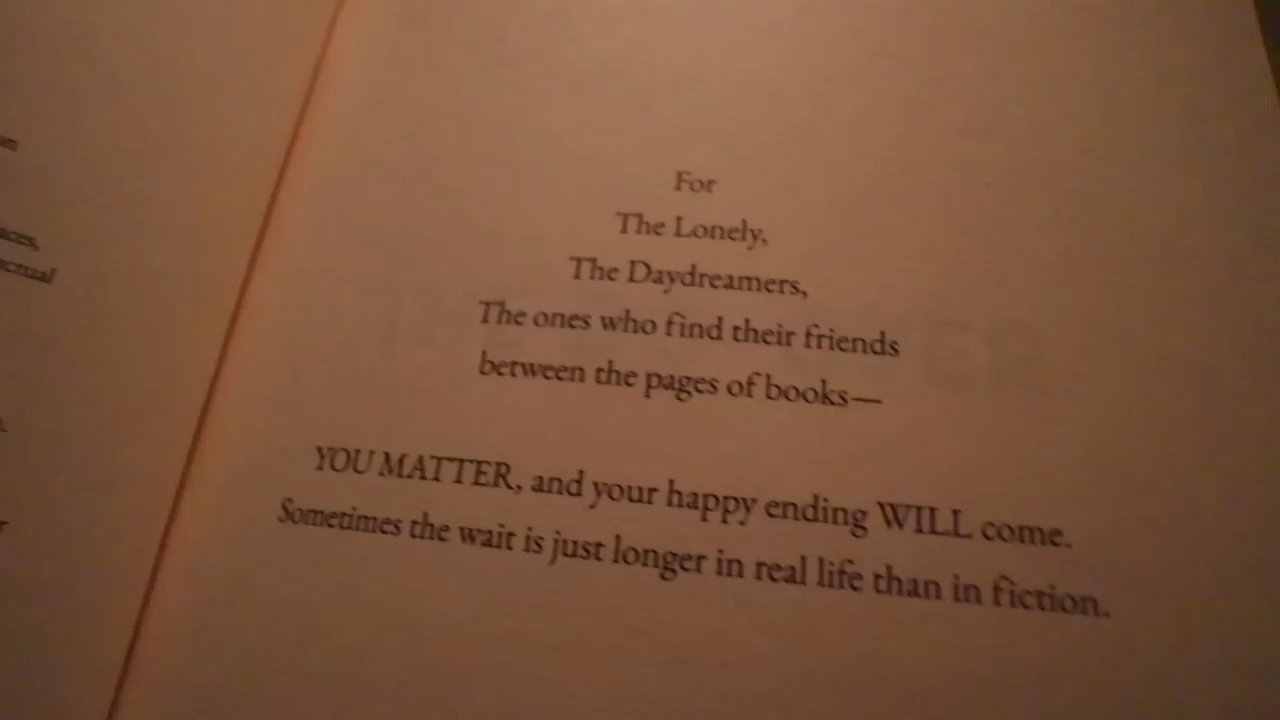 For
The Lonely,
The Daydreamers,
The ones who find their friends
between the pages of books—
YOU MATTER, and your happy ending WILL come.
Sometimes the wait is just longer in real life than in fiction.